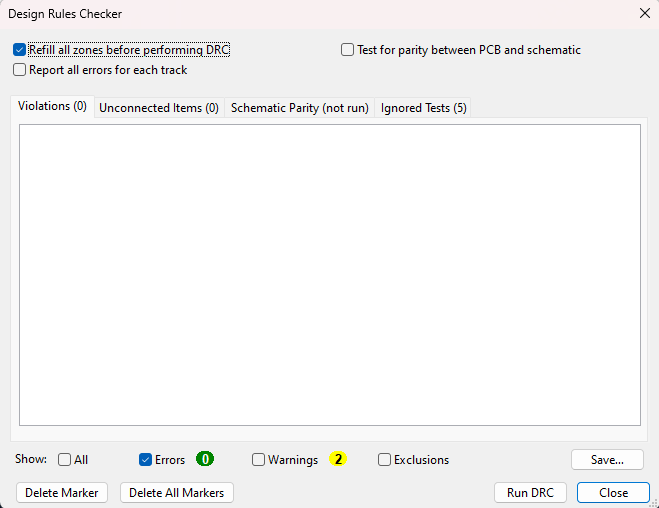 Design Rules Checker
Refill all zones before performing DRC
Test for parity between PCB and schematic
Report all errors for each track
Violations (0) Unconnected Items (0) Schematic Parity (not run) Ignored Tests (5)
Show: All Errors 0 Warnings 2 Exclusions Save...
Delete Marker Delete All Markers Run DRC Close